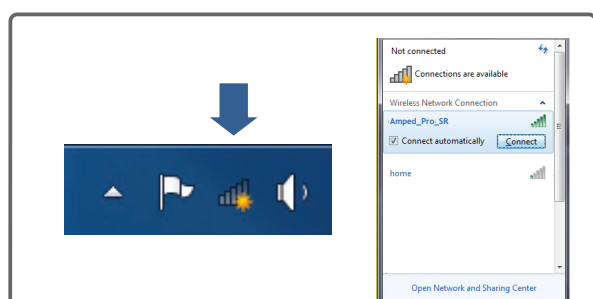 Not connected
Connections are available
Wireless Network Connection
Amped_Pro_SR
Connect automatically
Connect
home
Open Network and Sharing Center